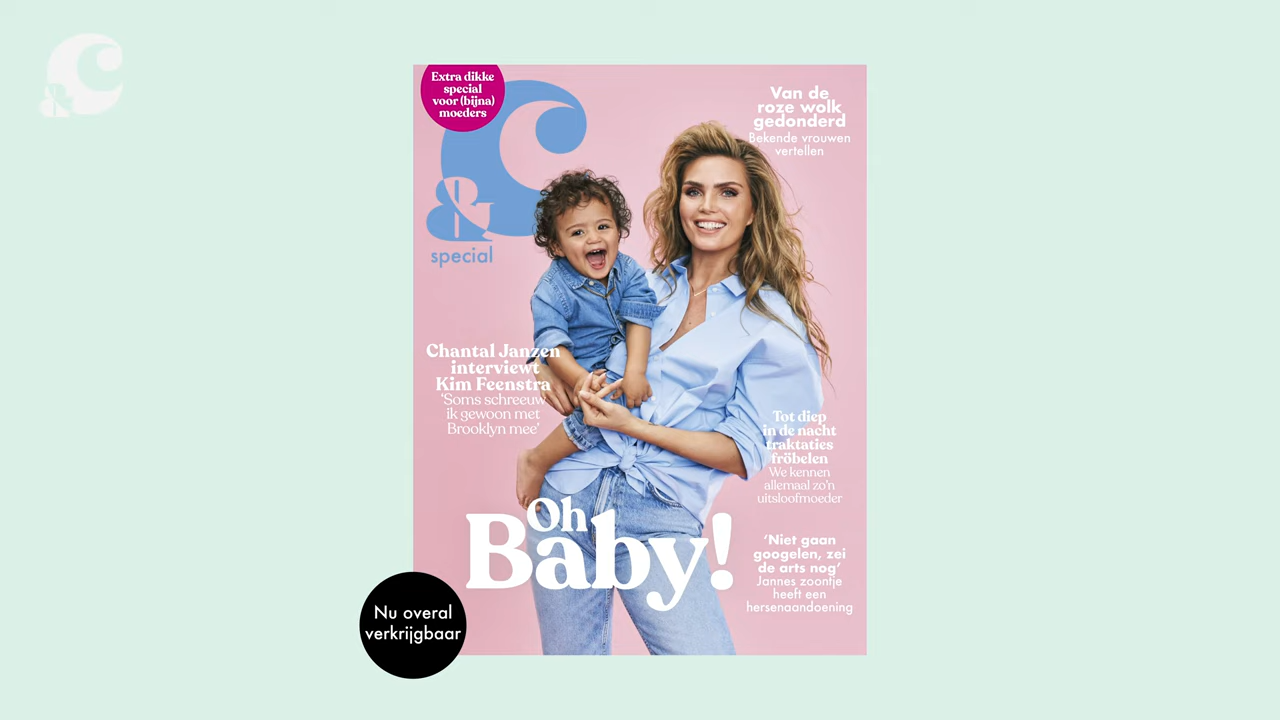 &C
Extra dikke
special
voor (bijna)
moeders
&C
special
Van de
roze wolk
gedonderd
Bekende vrouwen
vertellen
Chantal Janzen
interviewt
Kim Feenstra
‘Soms schreeuw
ik gewoon met
Brooklyn mee’
Tot diep
in de nacht
traktaties
fröbelen
We kennen
allemaal zo’n
uitsloofmoeder
Oh
Baby!
‘Niet gaan
googelen, zei
de arts nog’
Jannes zoontje
heeft een
hersenaandoening
Nu overal
verkrijgbaar